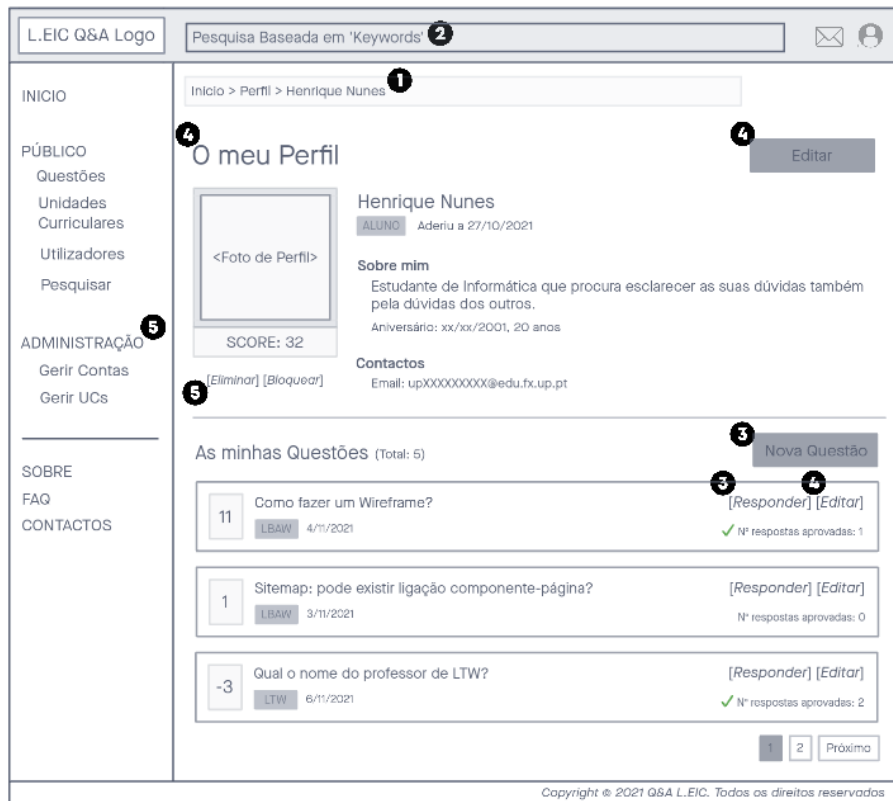 L.EIC Q&A Logo
Pesquisa Baseada em 'Keywords' 2
Inicio > Perfil > Henrique Nunes 1
INICIO
PÚBLICO
Questões
Unidades
Curriculares
Utilizadores
Pesquisar
5
ADMINISTRAÇÃO
Gerir Contas
Gerir UCs
SOBRE
FAQ
CONTACTOS
4
O meu Perfil
4
Editar
<Foto de Perfil>
SCORE: 32
[Eliminar] [Bloquear]
5
Henrique Nunes
ALUNO Aderiu a 27/10/2021
Sobre mim
Estudante de Informática que procura esclarecer as suas dúvidas também
pela dúvidas dos outros.
Aniversário: xx/xx/2001, 20 anos
Contactos
Email: upXXXXXXXXX@edu.fx.up.pt
As minhas Questões (Total: 5)
3
Nova Questão
3 4
11 Como fazer um Wireframe? [Responder] [Editar]
LBAW 4/11/2021 ✓ Nº respostas aprovadas: 1
1 Sitemap: pode existir ligação componente-página? [Responder] [Editar]
LBAW 3/11/2021 Nº respostas aprovadas: 0
-3 Qual o nome do professor de LTW? [Responder] [Editar]
LTW 6/11/2021 ✓ Nº respostas aprovadas: 2
1 2 Próximo
Copyright © 2021 Q&A L.EIC. Todos os direitos reservados